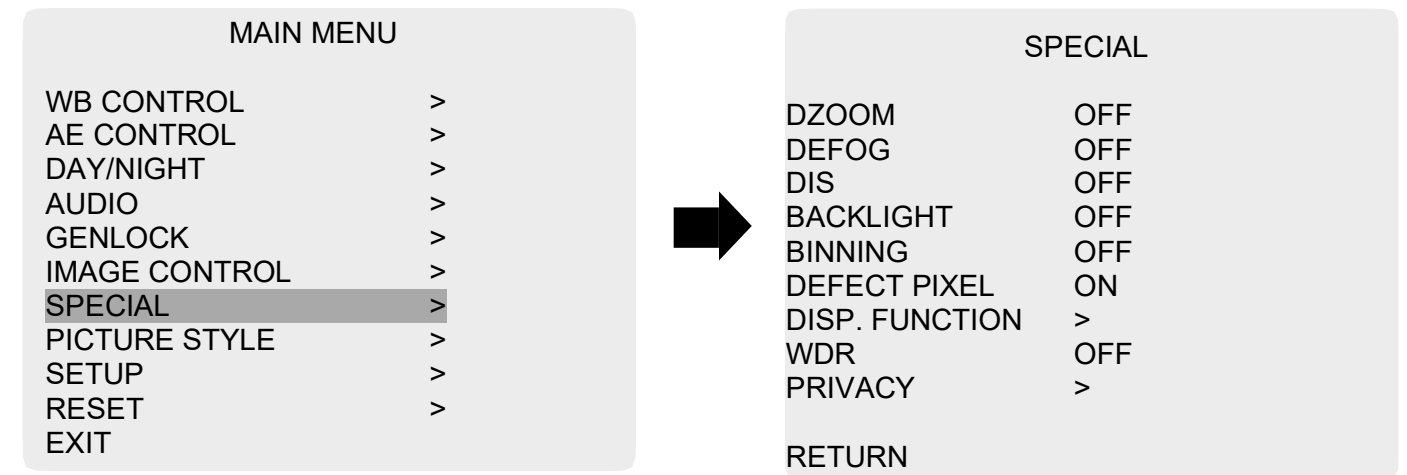 MAIN MENU
WB CONTROL >
AE CONTROL >
DAY/NIGHT >
AUDIO >
GENLOCK >
IMAGE CONTROL >
SPECIAL >
PICTURE STYLE >
SETUP >
RESET >
EXIT
SPECIAL
DZOOM OFF
DEFOG OFF
DIS OFF
BACKLIGHT OFF
BINNING OFF
DEFECT PIXEL ON
DISP. FUNCTION >
WDR OFF
PRIVACY >
RETURN